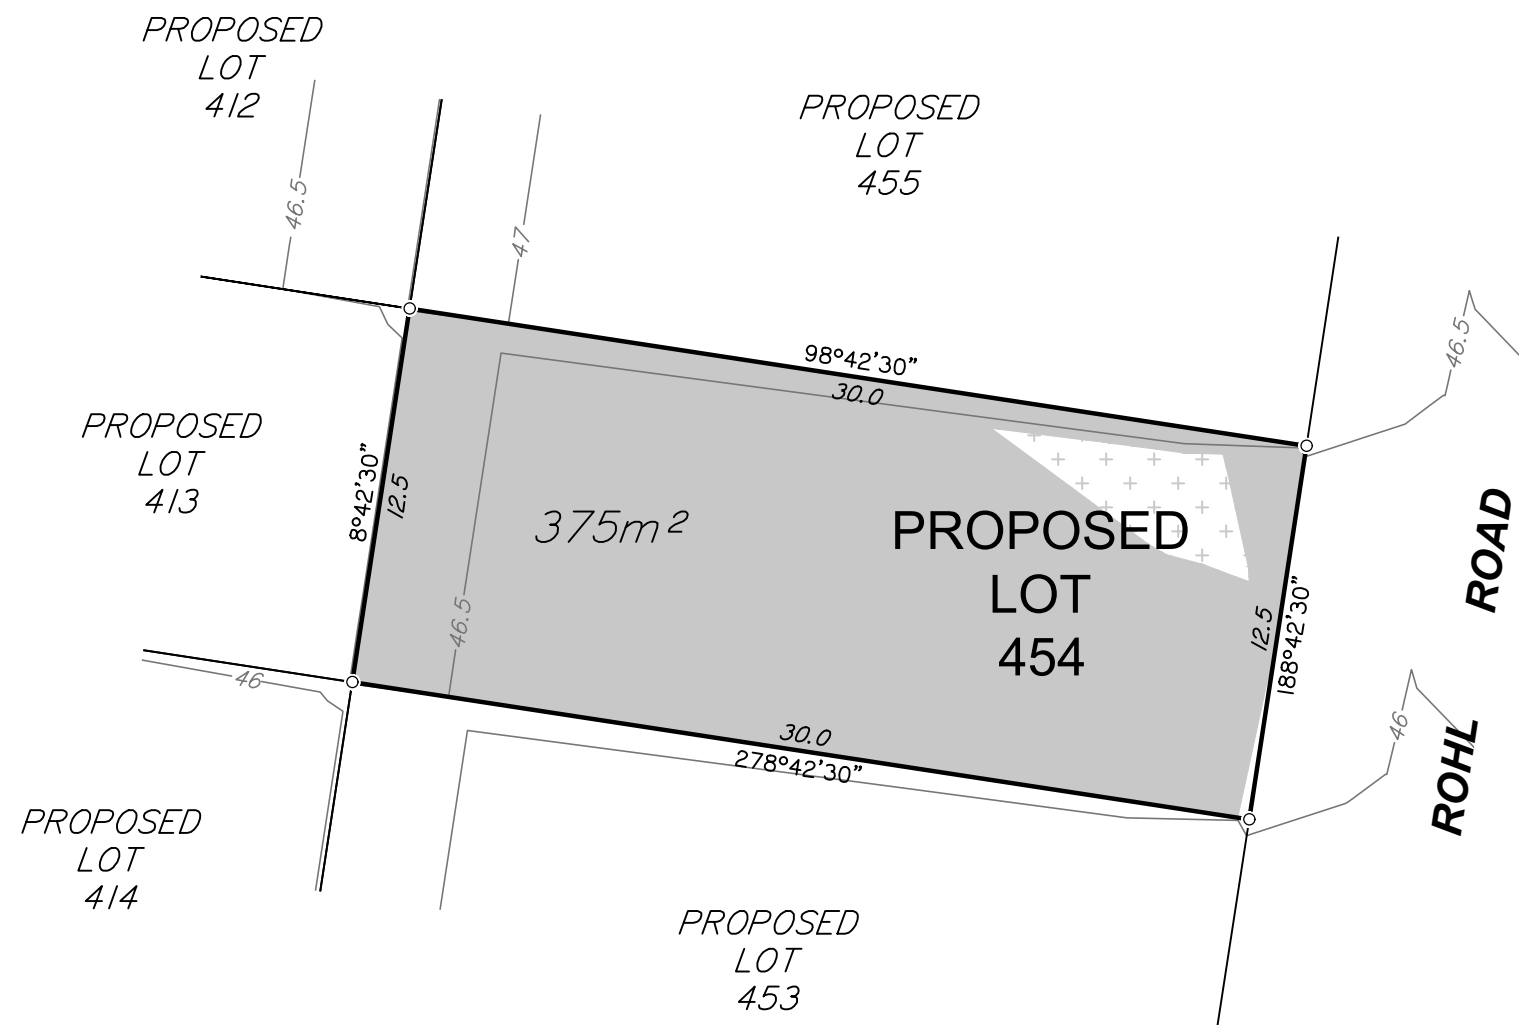 PROPOSED
LOT
412
PROPOSED
LOT
455
46.5
47
46.5
98°42'30"
30.0
PROPOSED
LOT
413
8°42'30"
12.5
375m²
PROPOSED
LOT
454
ROAD
46.5
12.5
188°42'30"
46
30.0
278°42'30"
46
ROHL
PROPOSED
LOT
414
PROPOSED
LOT
453